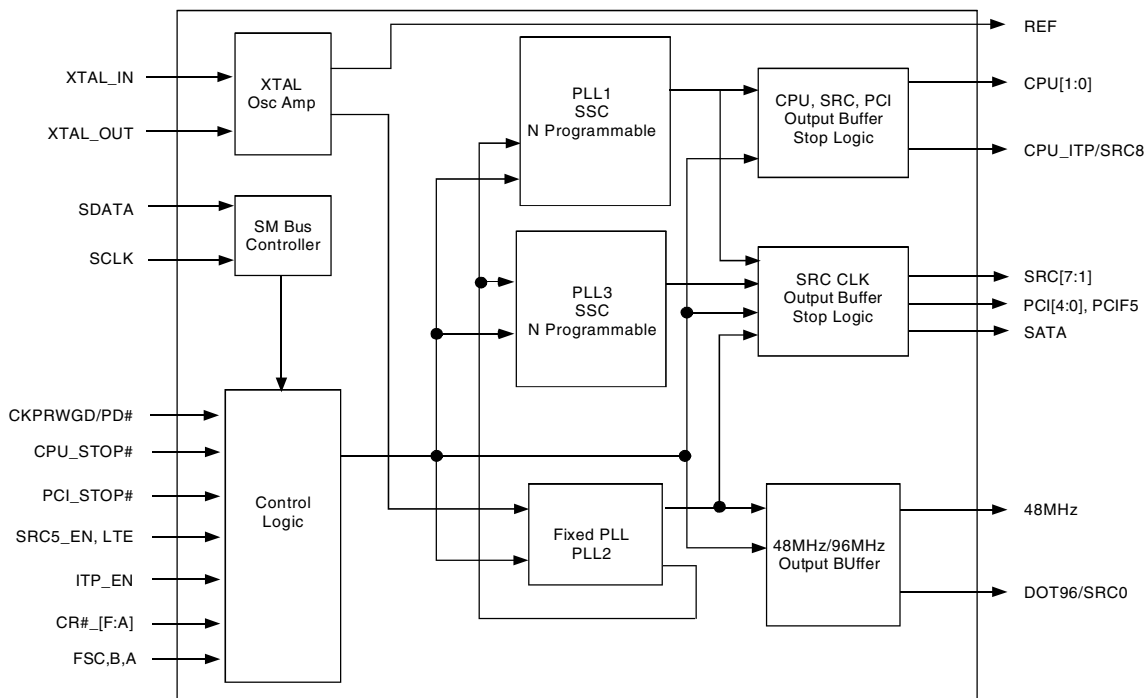 REF
XTAL_IN
XTAL_OUT
XTAL
Osc Amp
PLL1
SSC
N Programmable
CPU, SRC, PCI
Output Buffer
Stop Logic
CPU[1:0]
CPU_ITP/SRC8
SDATA
SCLK
SM Bus
Controller
PLL3
SSC
N Programmable
SRC CLK
Output Buffer
Stop Logic
SRC[7:1]
PCI[4:0], PCIF5
SATA
CKPRWGD/PD#
CPU_STOP#
PCI_STOP#
SRC5_EN, LTE
ITP_EN
CR#_[F:A]
FSC,B,A
Control
Logic
Fixed PLL
PLL2
48MHz/96MHz
Output BUffer
48MHz
DOT96/SRC0